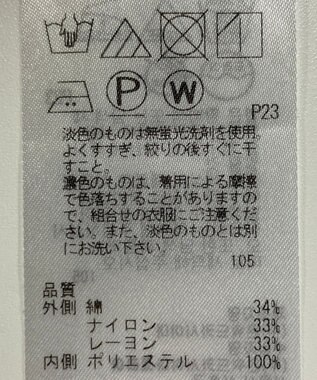 P W
P23
淡色のものは無蛍光洗剤を使用。
よくすすぎ、絞りの後すぐに干
すこと。
濃色のものは、着用による摩擦
で色落ちすることがありますの
で、組合せの衣服にご注意くださ
い。また、淡色のものとは別
にお洗い下さい。
105
品質
外側 綿 34%
ナイロン 33%
レーヨン 33%
内側 ポリエステル 100%